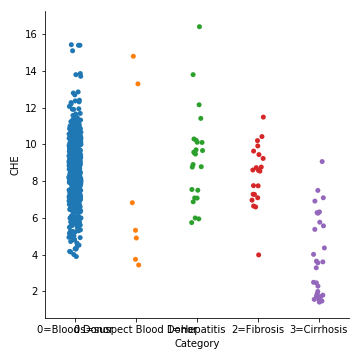 16
14
12
10
8
6
4
2
CHE
0=Blood Donor
0s=suspect Blood Donor
1=Hepatitis
2=Fibrosis
3=Cirrhosis
Category